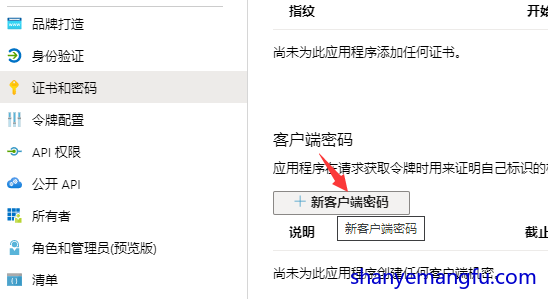 品牌打造
身份验证
证书和密码
令牌配置
API 权限
公开 API
所有者
角色和管理员(预览版)
清单
指纹
开始
尚未为此应用程序添加任何证书。
客户端密码
应用程序在请求获取令牌时用来证明自己标识的
+ 新客户端密码
新客户端密码
说明
截止
尚未为此应用程序创建任何客户端机密。
shanyemangfu.com